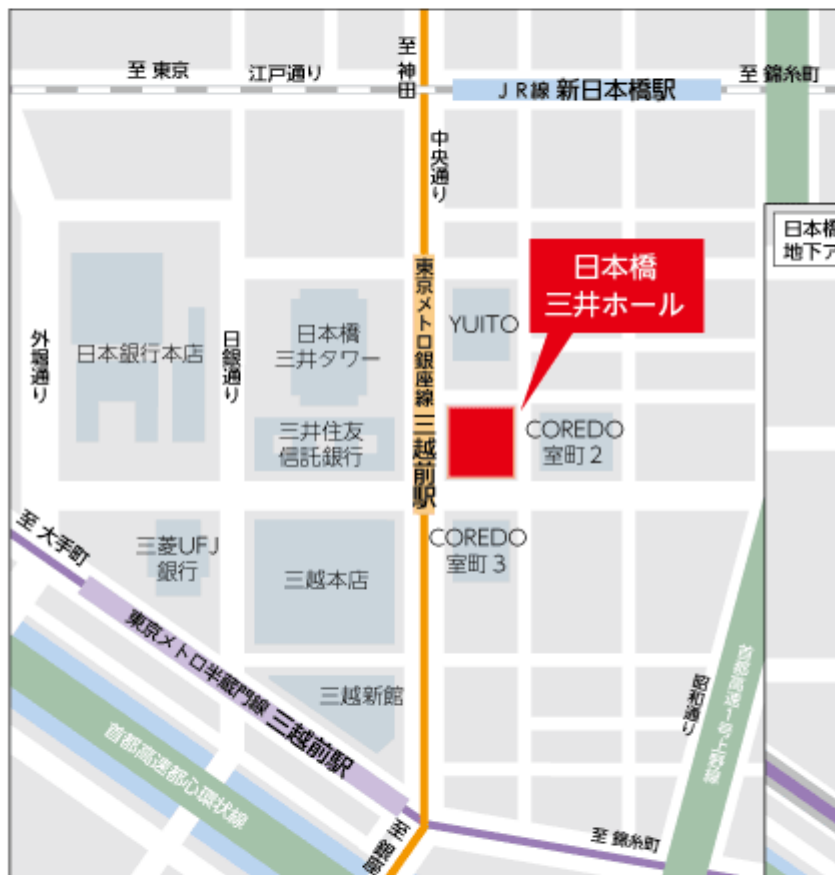 至 東京
江戸通り
至 神田
JR線 新日本橋駅
至 錦糸町
中央通り
日本橋
三井ホール
日本橋
地下ア
東京メトロ銀座線 三越前駅
YUITO
外堀通り
日本銀行本店
日銀通り
日本橋
三井タワー
三井住友
信託銀行
COREDO
室町2
至 大手町
三菱UFJ
銀行
三越本店
COREDO
室町3
東京メトロ半蔵門線 三越前駅
三越新館
昭和通り
首都高速1号上野線
首都高速都心環状線
至 銀座
至 錦糸町